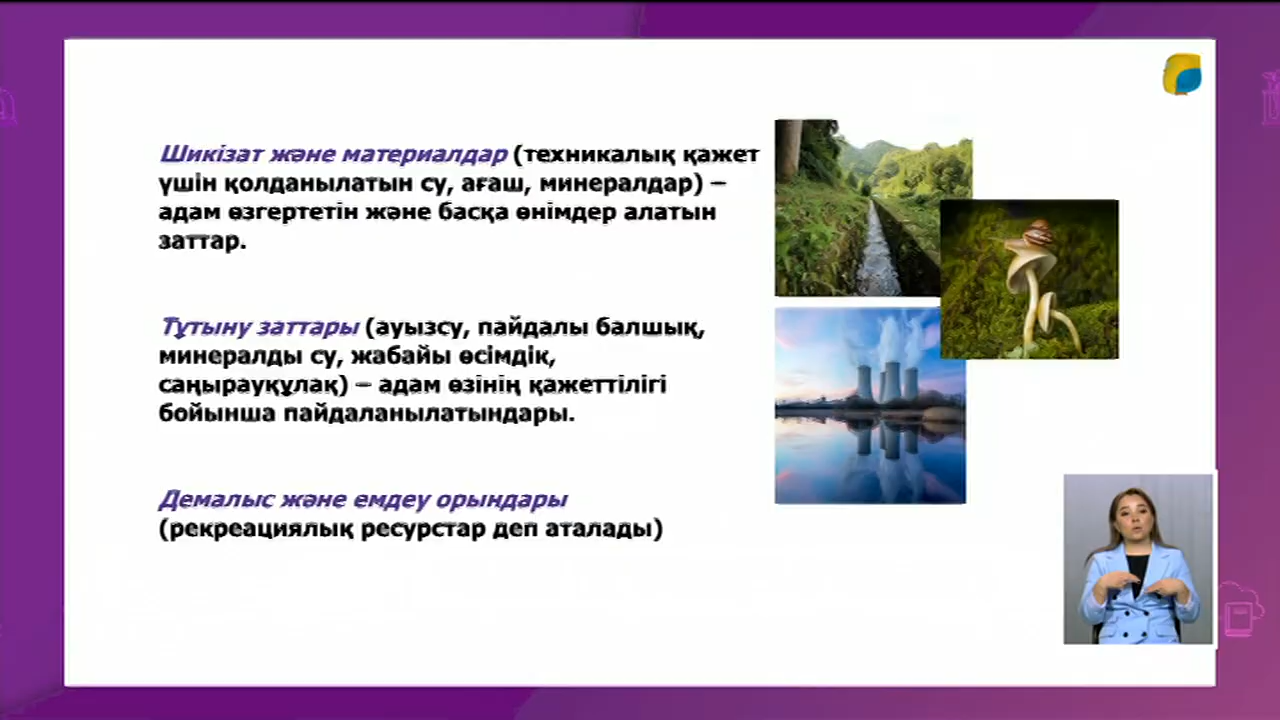 Шикізат және материалдар (техникалық қажет
үшін қолданылатын су, ағаш, минералдар) –
адам өзгертетін және басқа өнімдер алатын
заттар.
Тұтыну заттары (ауызсу, пайдалы балшық,
минералды су, жабайы өсімдік,
саңырауқұлақ) – адам өзінің қажеттілігі
бойынша пайдаланылатындары.
Демалыс және емдеу орындары
(рекреациялық ресурстар деп аталады)